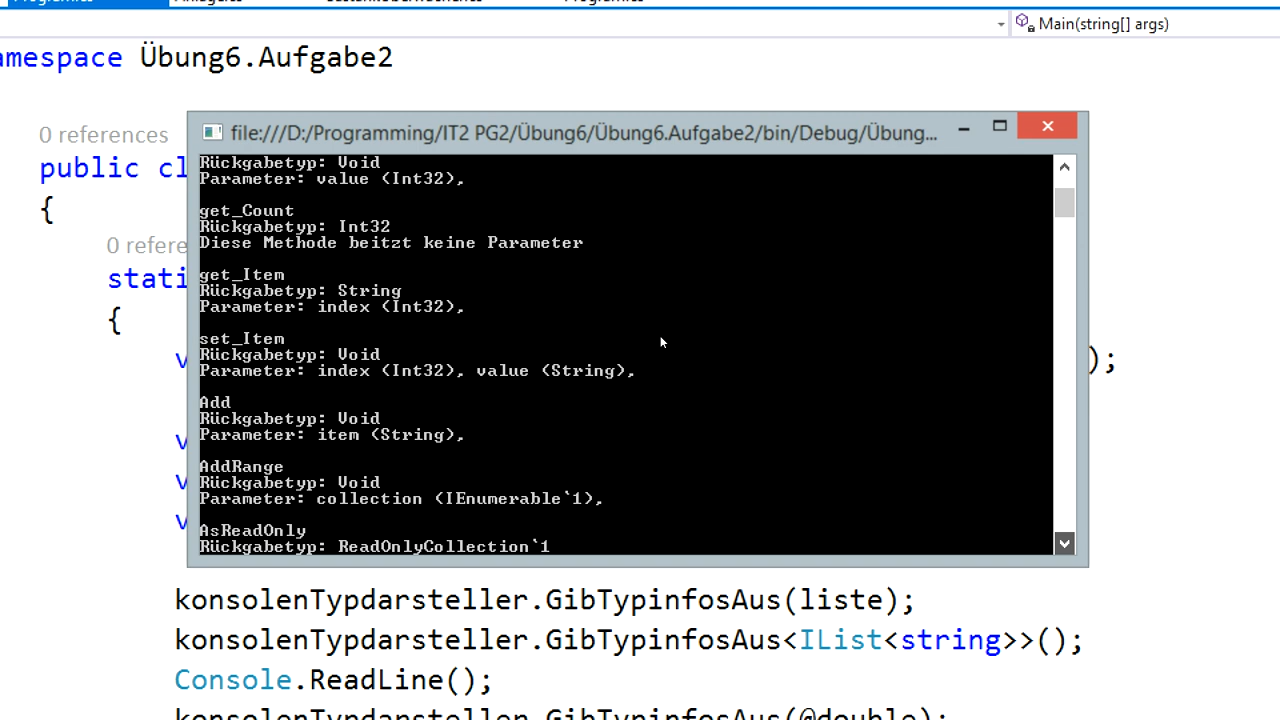 Main(string[] args)
amespace Übung6.Aufgabe2
0 references
public cl
{
0 refere
stati
{
v
);
v
v
v
file:///D:/Programming/IT2 PG2/Übung6/Übung6.Aufgabe2/bin/Debug/Übung...
Rückgabetyp: Void
Parameter: value (Int32),
get_Count
Rückgabetyp: Int32
Diese Methode beitzt keine Parameter
get_Item
Rückgabetyp: String
Parameter: index (Int32),
set_Item
Rückgabetyp: Void
Parameter: index (Int32), value (String),
Add
Rückgabetyp: Void
Parameter: item (String),
AddRange
Rückgabetyp: Void
Parameter: collection (IEnumerable`1),
AsReadOnly
Rückgabetyp: ReadOnlyCollection`1
konsolenTypdarsteller.GibTypinfosAus(liste);
konsolenTypdarsteller.GibTypinfosAus<IList<string>>();
Console.ReadLine();
konsolenTypdarsteller.GibTypinfosAus(@double);